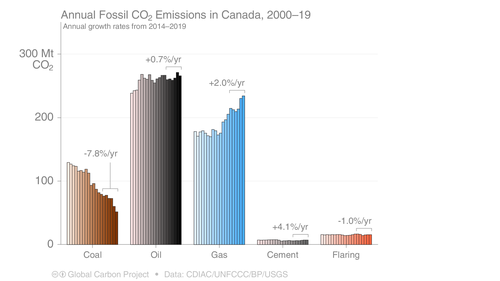 Annual Fossil CO₂ Emissions in Canada, 2000–19
Annual growth rates from 2014–2019
300 Mt
CO₂
200
100
0
-7.8%/yr
+0.7%/yr
+2.0%/yr
+4.1%/yr
-1.0%/yr
Coal
Oil
Gas
Cement
Flaring
Global Carbon Project • Data: CDIAC/UNFCCC/BP/USGS